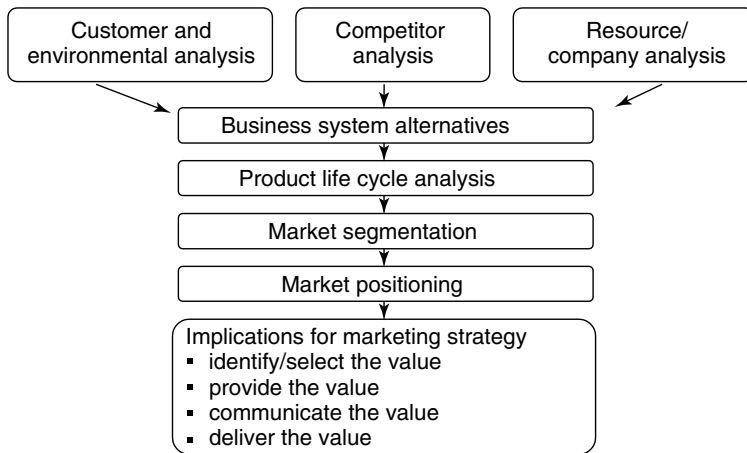 Customer and
environmental analysis
Competitor
analysis
Resource/
company analysis
Business system alternatives
Product life cycle analysis
Market segmentation
Market positioning
Implications for marketing strategy
▪ identify/select the value
▪ provide the value
▪ communicate the value
▪ deliver the value